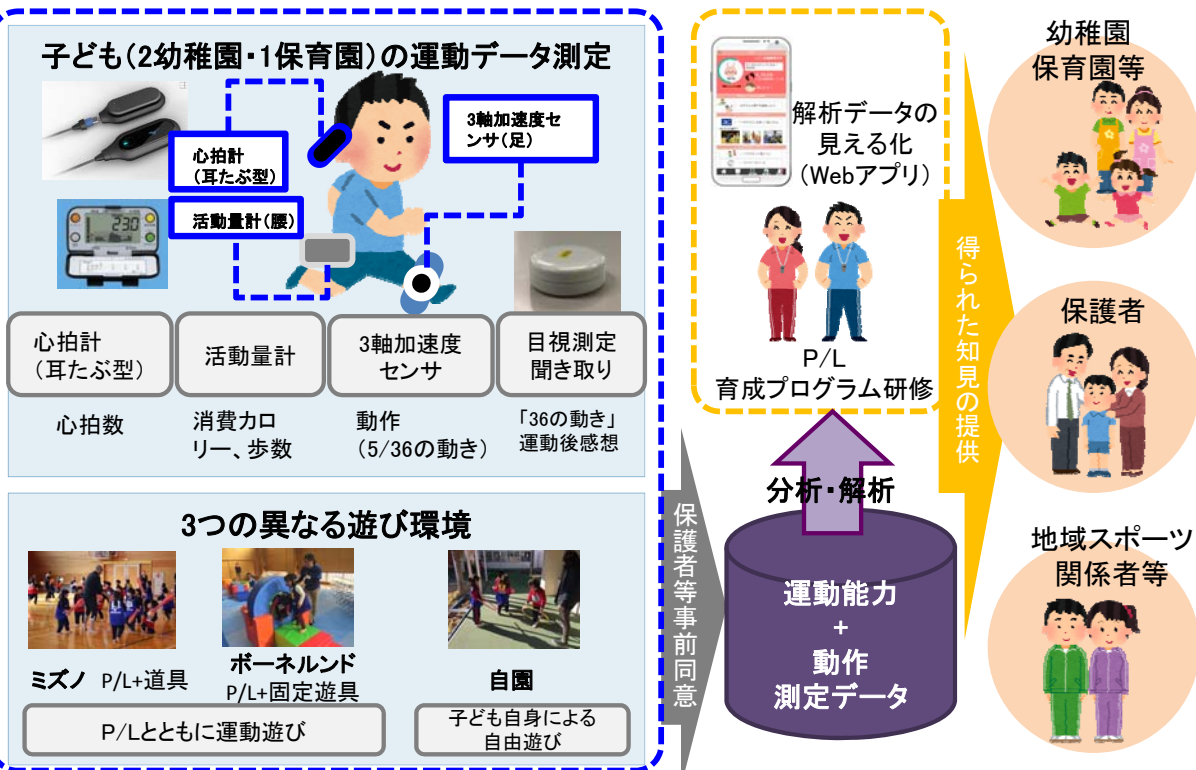 子ども(2幼稚園・1保育園)の運動データ測定
心拍計
(耳たぶ型)
活動量計(腰)
3軸加速度セ
ンサ(足)
230
心拍計
(耳たぶ型)
活動量計
3軸加速度
センサ
目視測定
聞き取り
心拍数
消費カロ
リー、歩数
動作
(5/36の動き)
「36の動き」
運動後感想
3つの異なる遊び環境
ミズノ P/L+道具
ボーネルンド
P/L+固定遊具
自園
P/Lとともに運動遊び
子ども自身による
自由遊び
保護者等事前同意
解析データの
見える化
(Webアプリ)
P/L
育成プログラム研修
分析・解析
運動能力
+
動作
測定データ
得られた知見の提供
幼稚園
保育園等
保護者
地域スポーツ
関係者等